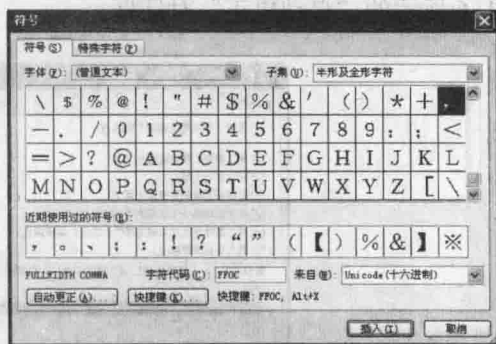 符号
符号(S) 特殊字符(P)
字体(F): (普通文本) 子集(U): 半形及全形字符
\ $ % @ ! " # $ % & ' ( ) * + ,
— . / 0 1 2 3 4 5 6 7 8 9 : ; <
= > ? @ A B C D E F G H I J K L
M N O P Q R S T U V W X Y Z [ \
近期使用过的符号(R):
, 。 、 ; : ! ? “ ” ( 【 ) % & 】 ※
FULLWIDTH COMMA 字符代码(C): FF0C 来自(M): Unicode(十六进制)
自动更正(A)... 快捷键(K)... 快捷键: FF0C, Alt+X
插入(I) 取消